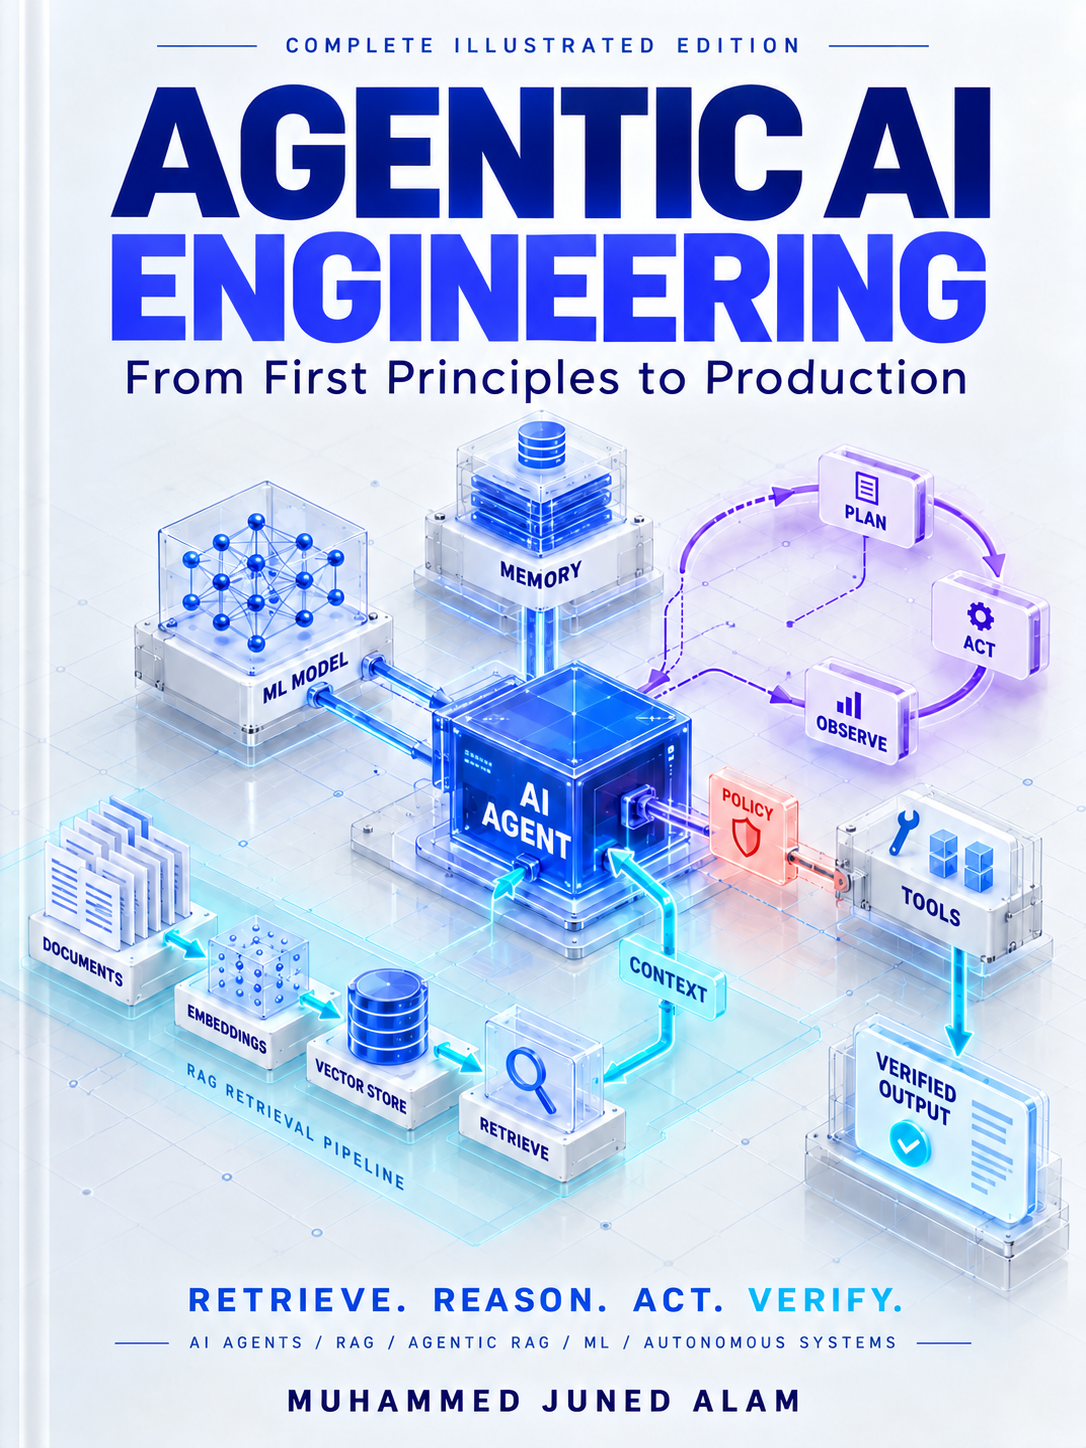 COMPLETE ILLUSTRATED EDITION
AGENTIC AI
ENGINEERING
From First Principles to Production
MEMORY
PLAN
ML MODEL
ACT
OBSERVE
AI
AGENT
POLICY
TOOLS
DOCUMENTS
CONTEXT
EMBEDDINGS
VECTOR STORE
RETRIEVE
RAG RETRIEVAL PIPELINE
VERIFIED
OUTPUT
RETRIEVE. REASON. ACT. VERIFY.
AI AGENTS / RAG / AGENTIC RAG / ML / AUTONOMOUS SYSTEMS
MUHAMMED JUNED ALAM